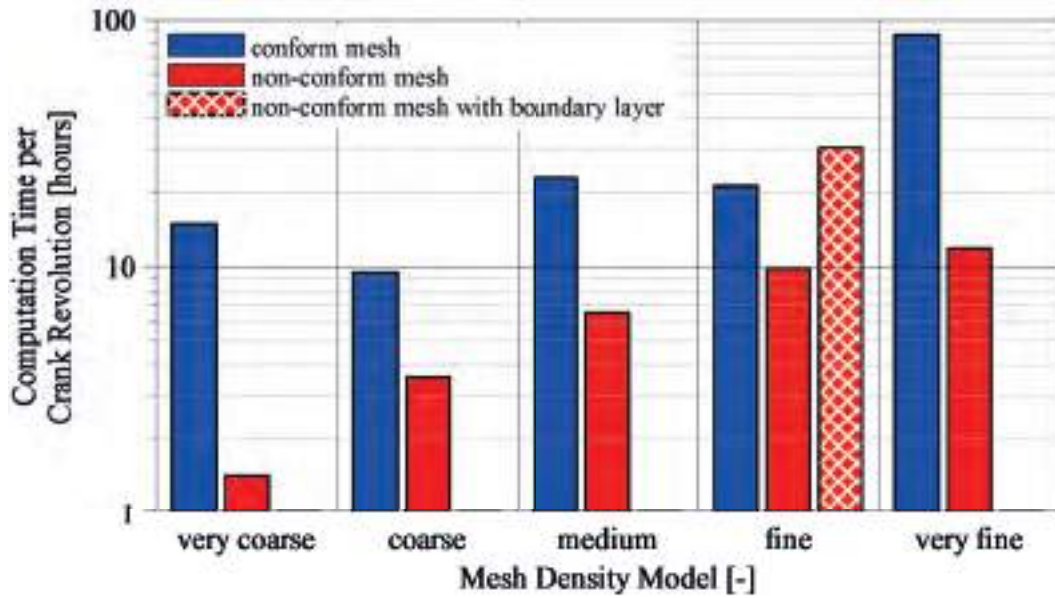 100
conform mesh
non-conform mesh
non-conform mesh with boundary layer
Computation Time per
Crank Revolution [hours]
10
1
very coarse
coarse
medium
fine
very fine
Mesh Density Model [-]